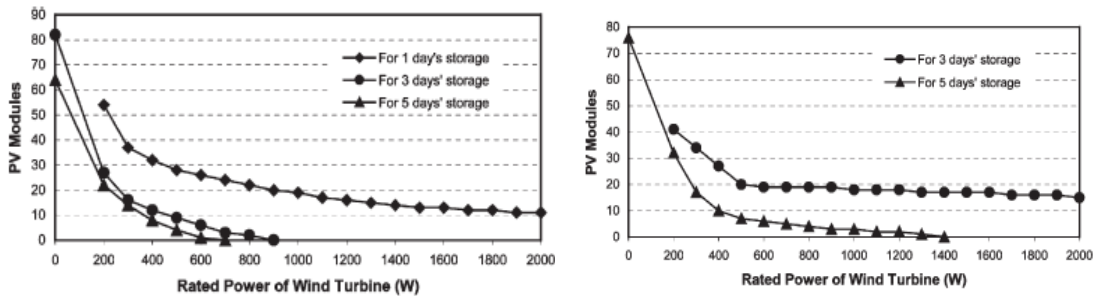 90
80
70
60
50
40
30
20
10
0
PV Modules
For 1 day's storage
For 3 days' storage
For 5 days' storage
0 200 400 600 800 1000 1200 1400 1600 1800 2000
Rated Power of Wind Turbine (W)
80
70
60
50
40
30
20
10
0
PV Modules
For 3 days' storage
For 5 days' storage
0 200 400 600 800 1000 1200 1400 1600 1800 2000
Rated Power of Wind Turbine (W)